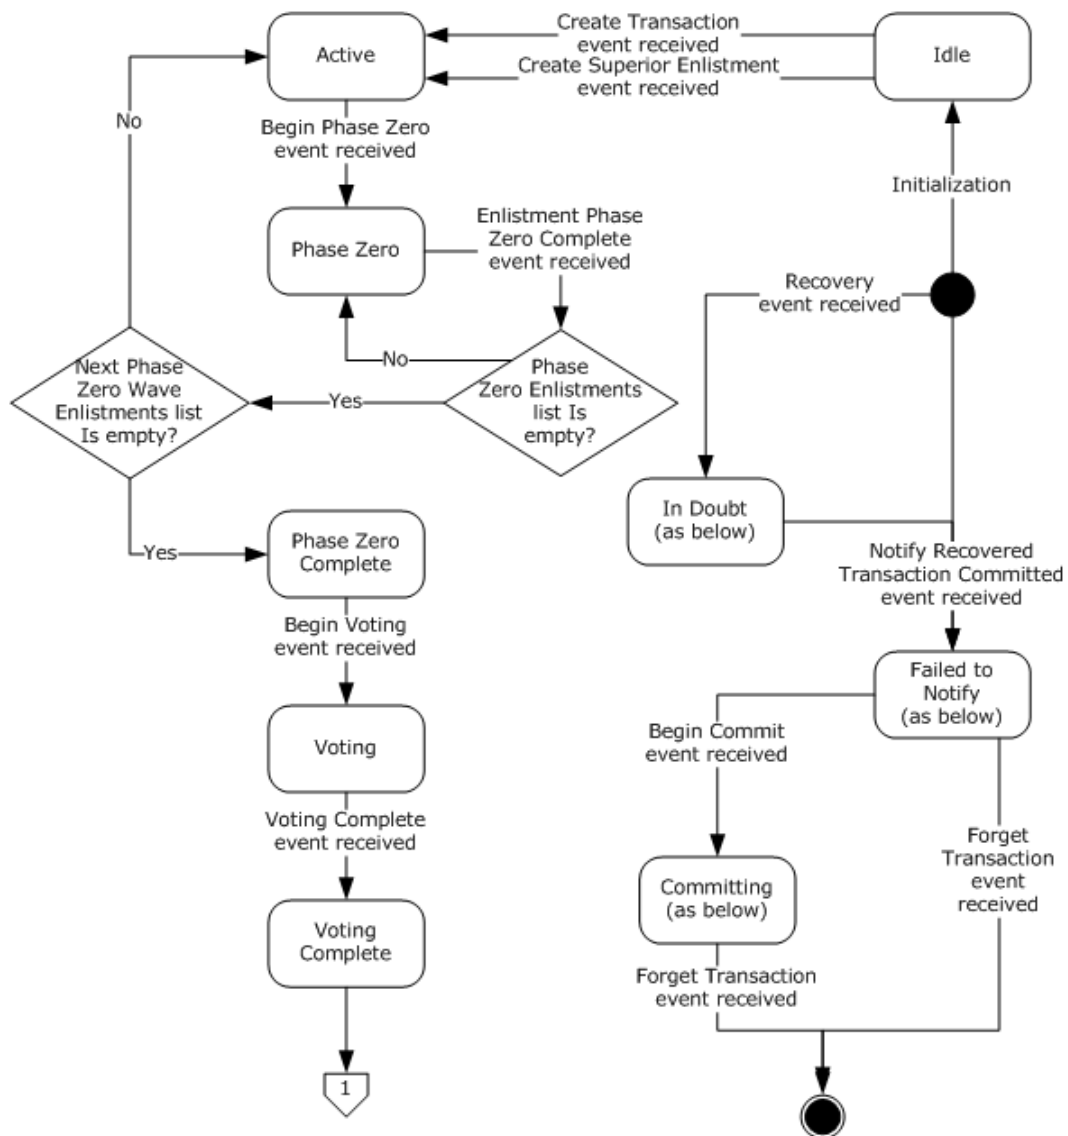 Active
Create Transaction
event received
Create Superior Enlistment
event received
Idle
No
Begin Phase Zero
event received
Initialization
Phase Zero
Enlistment Phase
Zero Complete
event received
Recovery
event received
No
Next Phase
Zero Wave
Enlistments list
Is empty?
Yes
Phase
Zero Enlistments
list Is
empty?
In Doubt
(as below)
Yes
Phase Zero
Complete
Notify Recovered
Transaction Committed
event received
Begin Voting
event received
Failed to
Notify
(as below)
Voting
Begin Commit
event received
Voting Complete
event received
Forget
Transaction
event
received
Committing
(as below)
Voting
Complete
Forget Transaction
event received
1